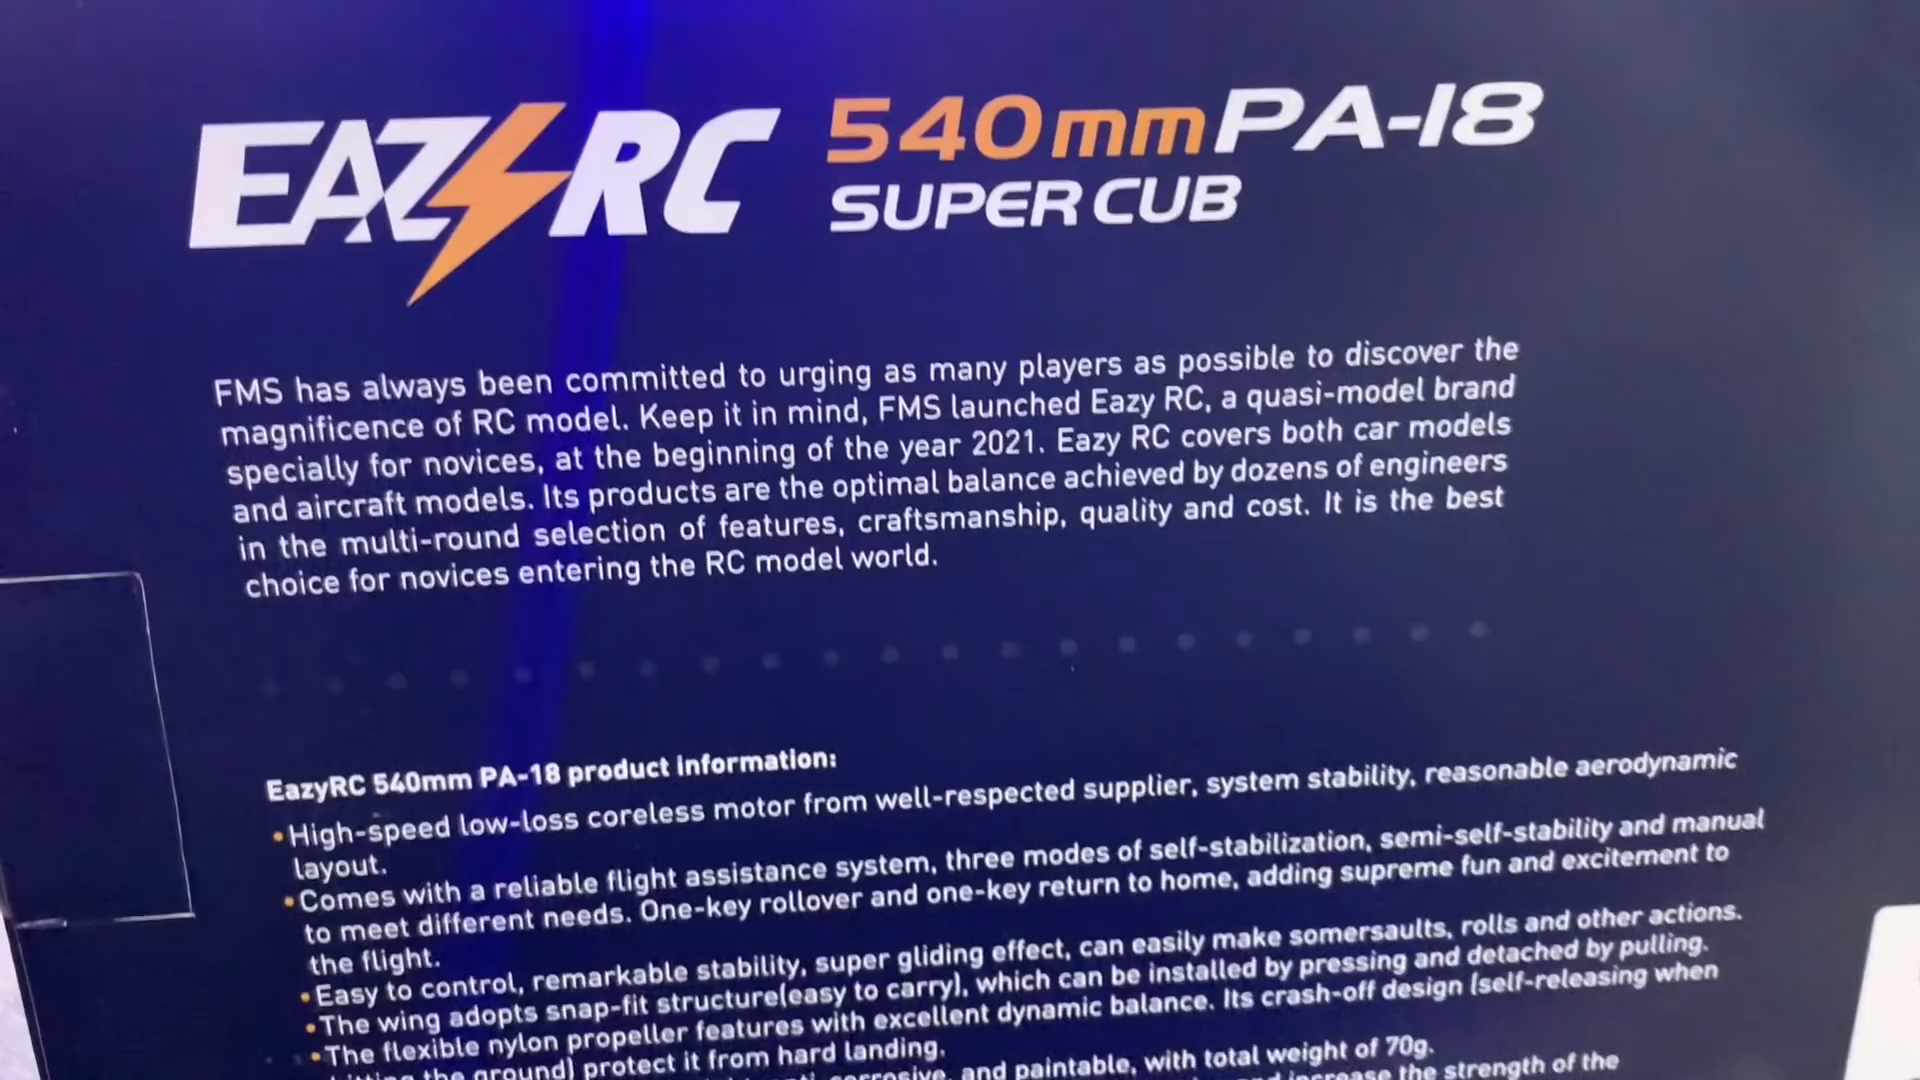 EAZY RC 540mm PA-18
SUPER CUB
FMS has always been committed to urging as many players as possible to discover the
magnificence of RC model. Keep it in mind, FMS launched Eazy RC, a quasi-model brand
specially for novices, at the beginning of the year 2021. Eazy RC covers both car models
and aircraft models. Its products are the optimal balance achieved by dozens of engineers
in the multi-round selection of features, craftsmanship, quality and cost. It is the best
choice for novices entering the RC model world.
EazyRC 540mm PA-18 product information:
•High-speed low-loss coreless motor from well-respected supplier, system stability, reasonable aerodynamic
layout.
•Comes with a reliable flight assistance system, three modes of self-stabilization, semi-self-stability and manual
to meet different needs. One-key rollover and one-key return to home, adding supreme fun and excitement to
the flight.
•Easy to control, remarkable stability, super gliding effect, can easily make somersaults, rolls and other actions.
•The wing adopts snap-fit structure(easy to carry), which can be installed by pressing and detached by pulling.
•The flexible nylon propeller features with excellent dynamic balance. Its crash-off design (self-releasing when
the ground) protect it from hard landing.
and paintable, with total weight of 70g.
increase the strength of the